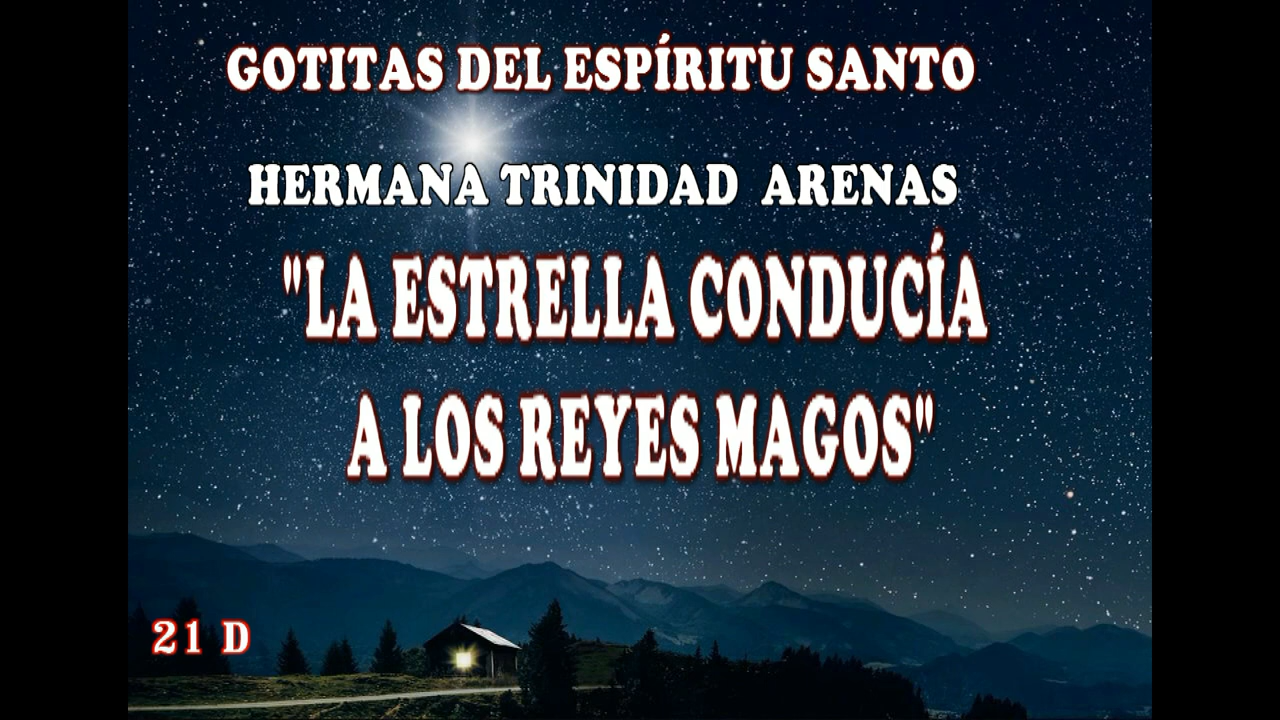 GOTITAS DEL ESPÍRITU SANTO
HERMANA TRINIDAD ARENAS
"LA ESTRELLA CONDUCÍA
A LOS REYES MAGOS"
21 D